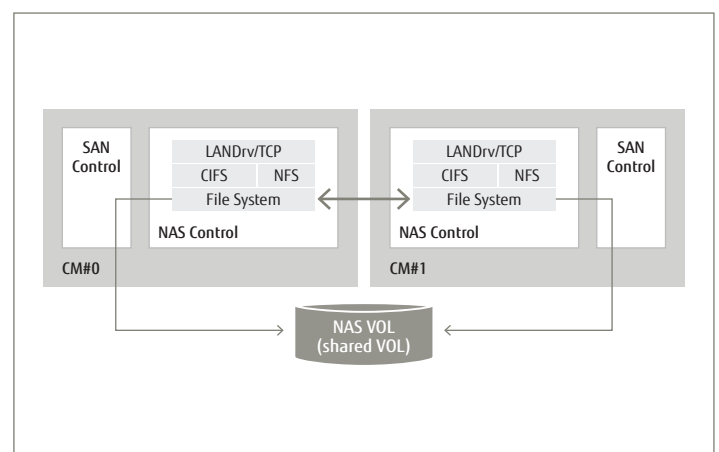 SAN
Control
LANDrv/TCP
CIFS NFS
File System
NAS Control
CM#0
LANDrv/TCP
CIFS NFS
File System
NAS Control
SAN
Control
CM#1
NAS VOL
(shared VOL)